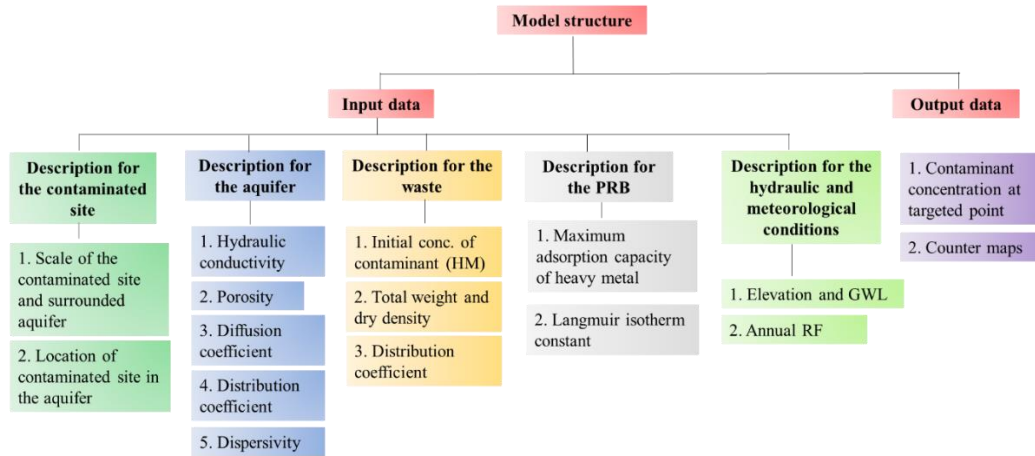 Model structure
Input data
Output data
Description for
the contaminated
site
1. Scale of the
contaminated site
and surrounded
aquifer
2. Location of
contaminated site in
the aquifer
Description for
the aquifer
1. Hydraulic
conductivity
2. Porosity
3. Diffusion
coefficient
4. Distribution
coefficient
5. Dispersivity
Description for
the waste
1. Initial conc. of
contaminant (HM)
2. Total weight and
dry density
3. Distribution
coefficient
Description for
the PRB
1. Maximum
adsorption capacity
of heavy metal
2. Langmuir isotherm
constant
Description for the
hydraulic and
meteorological
conditions
1. Elevation and GWL
2. Annual RF
1. Contaminant
concentration at
targeted point
2. Counter maps